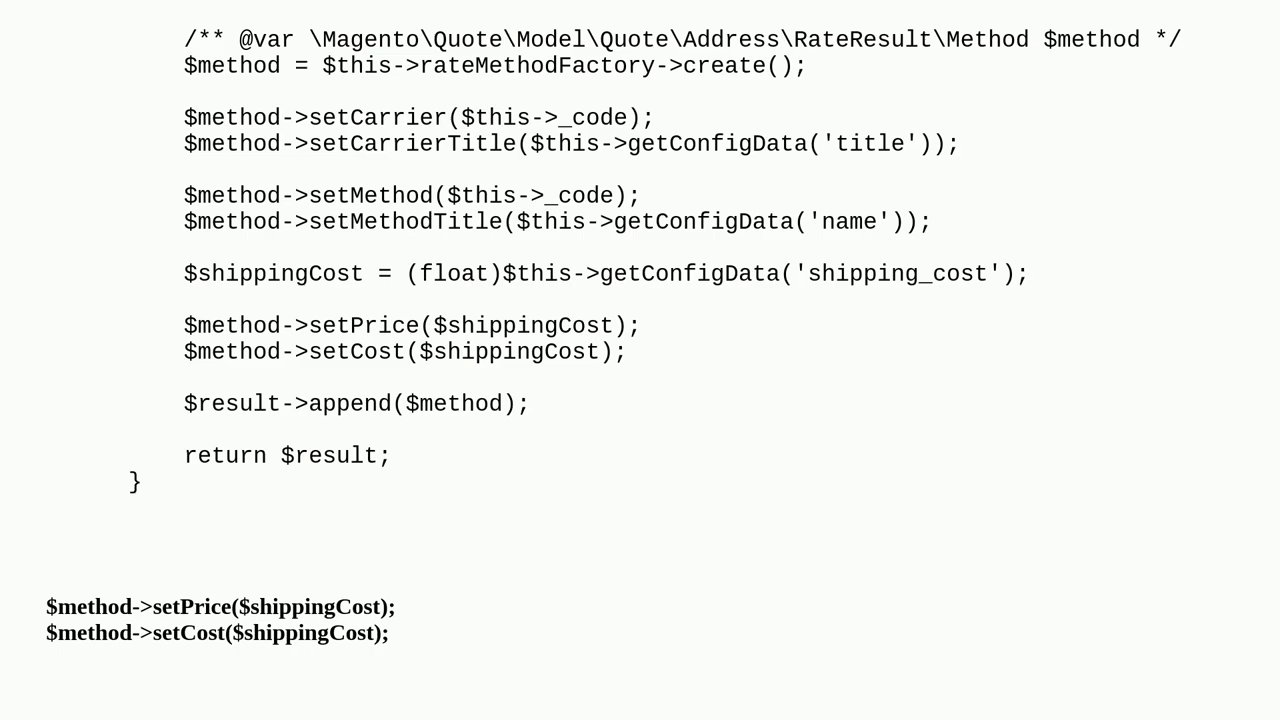 /** @var \Magento\Quote\Model\Quote\Address\RateResult\Method $method */
$method = $this->rateMethodFactory->create();
$method->setCarrier($this->_code);
$method->setCarrierTitle($this->getConfigData('title'));
$method->setMethod($this->_code);
$method->setMethodTitle($this->getConfigData('name'));
$shippingCost = (float)$this->getConfigData('shipping_cost');
$method->setPrice($shippingCost);
$method->setCost($shippingCost);
$result->append($method);
return $result;
}
$method->setPrice($shippingCost);
$method->setCost($shippingCost);